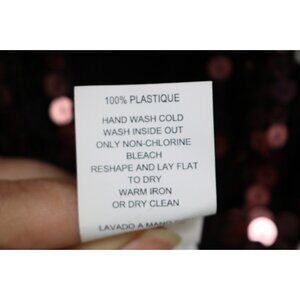 100% PLASTIQUE
HAND WASH COLD
WASH INSIDE OUT
ONLY NON-CHLORINE
BLEACH
RESHAPE AND LAY FLAT
TO DRY
WARM IRON
OR DRY CLEAN
LAVADO A MANO